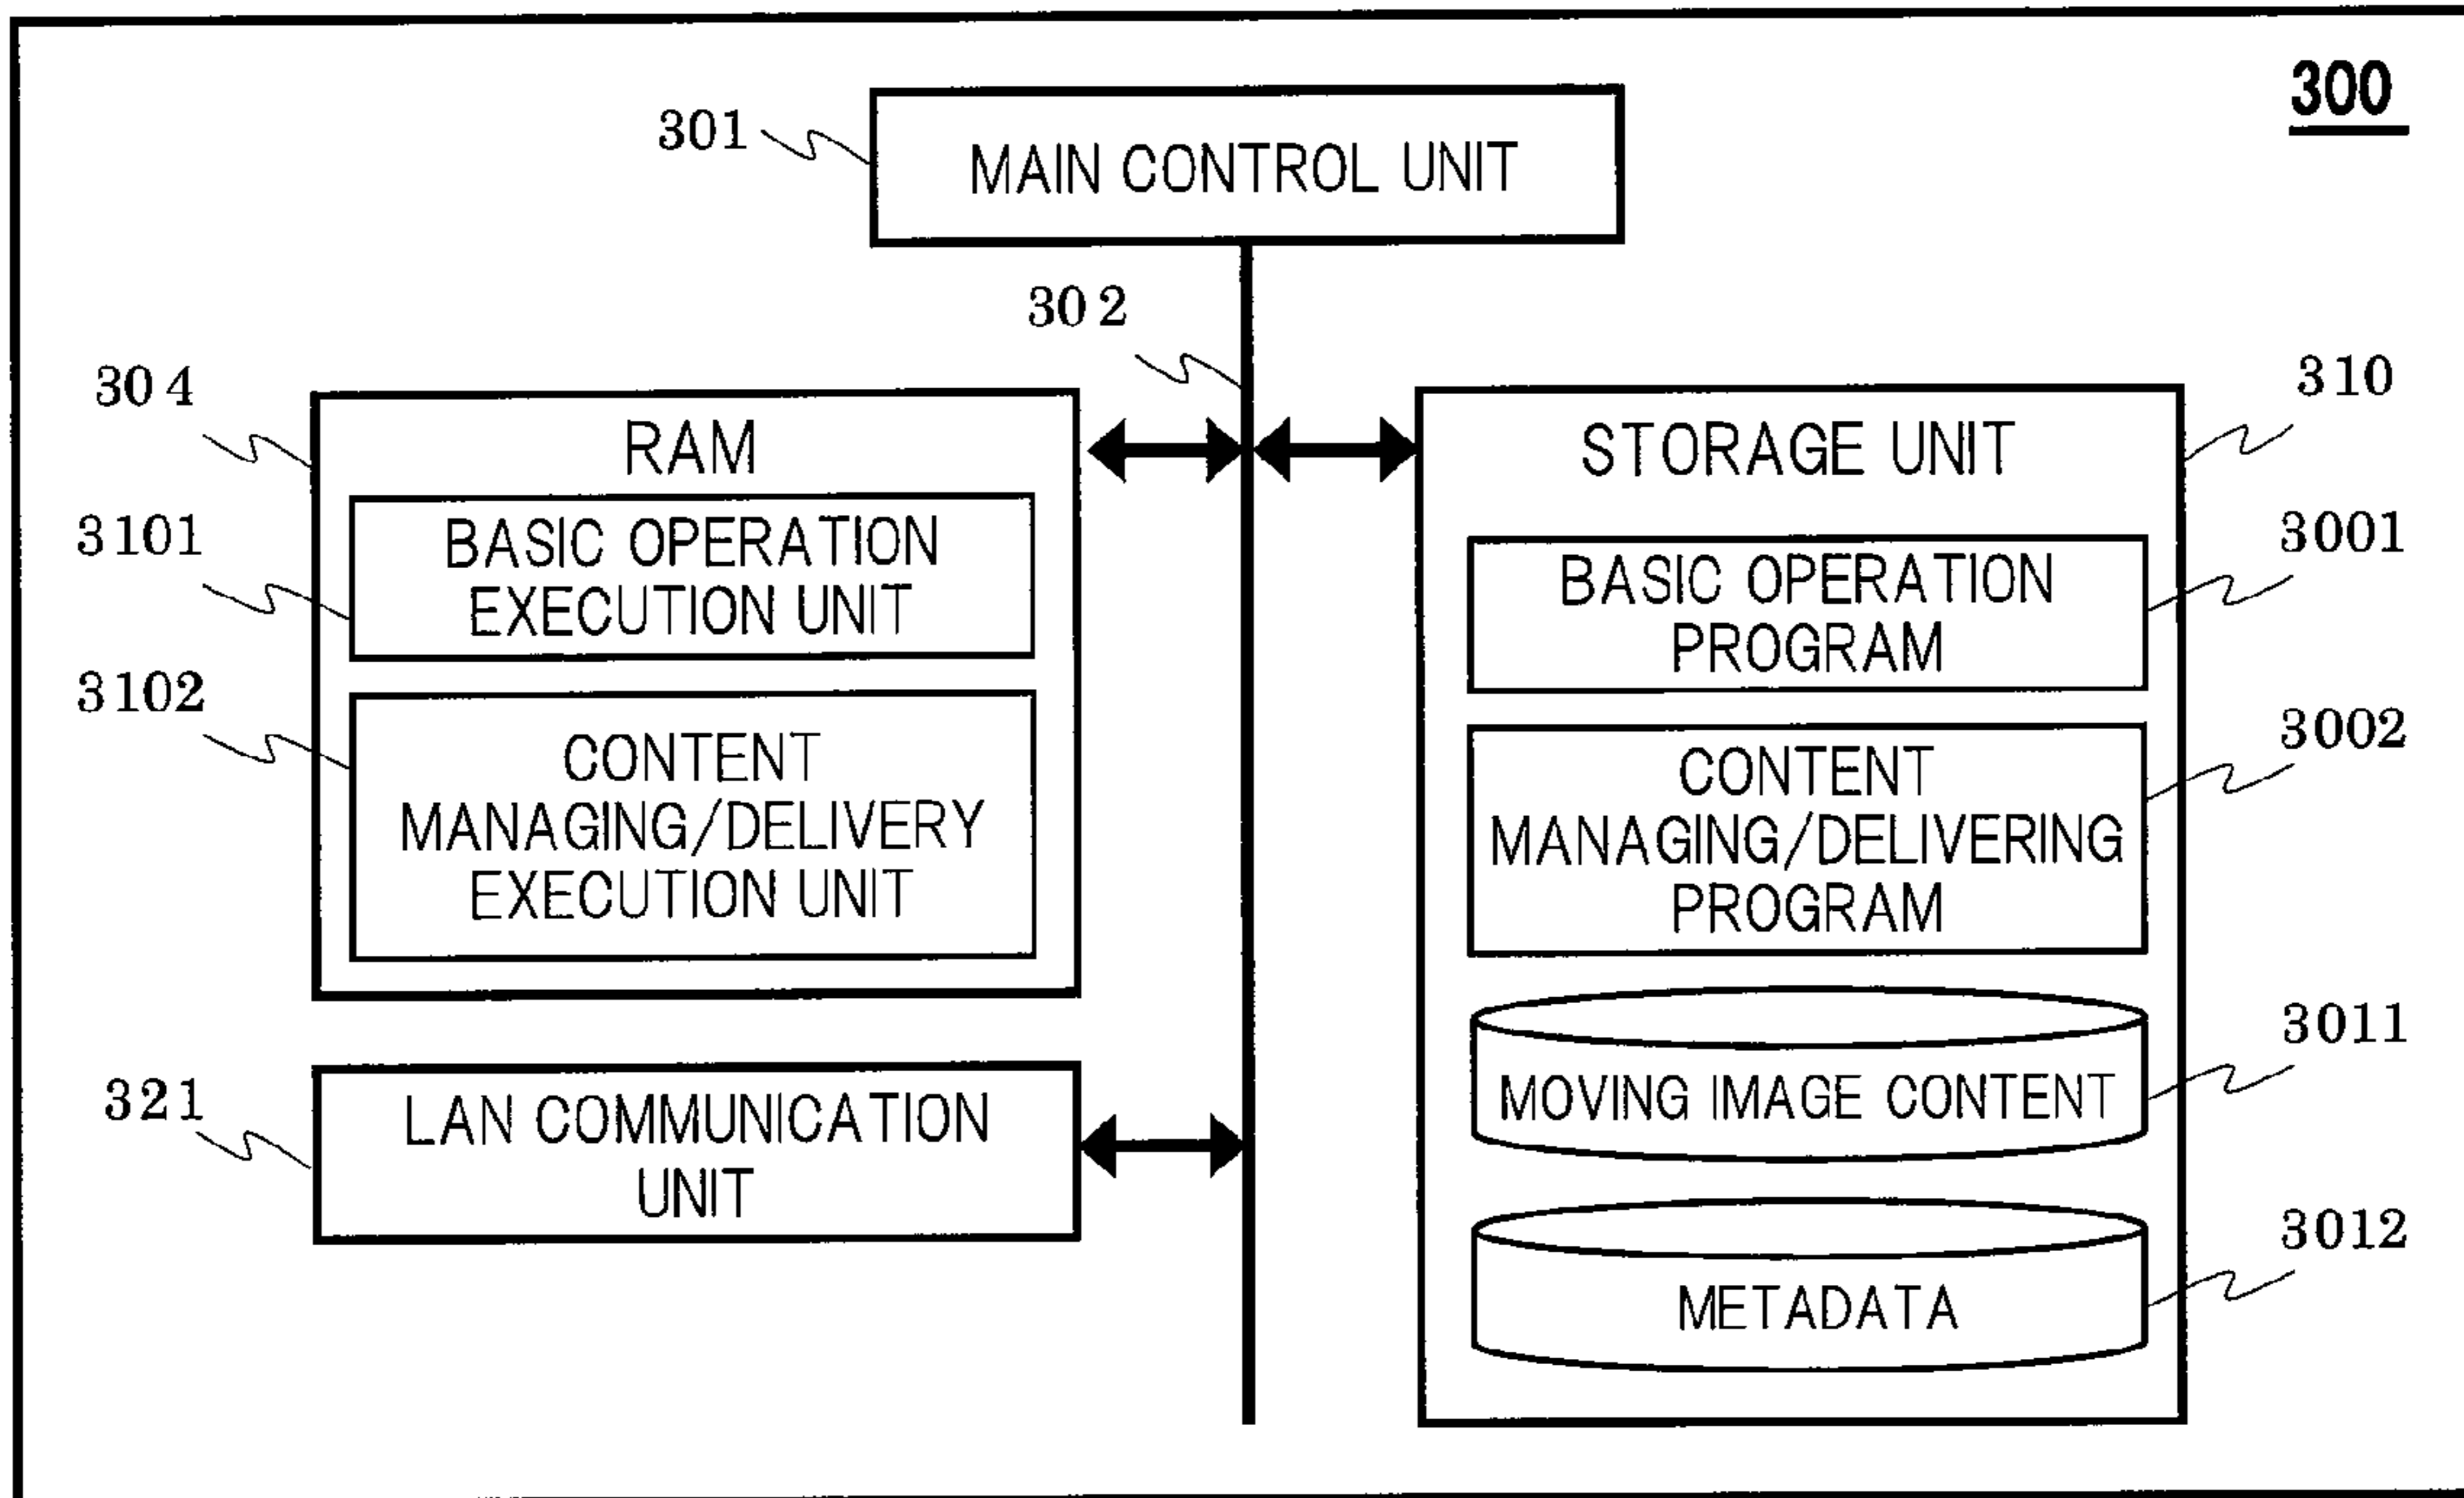 300
301
MAIN CONTROL UNIT
302
304
RAM
3101
BASIC OPERATION
EXECUTION UNIT
3102
CONTENT
MANAGING/DELIVERY
EXECUTION UNIT
321
LAN COMMUNICATION
UNIT
310
STORAGE UNIT
3001
BASIC OPERATION
PROGRAM
3002
CONTENT
MANAGING/DELIVERING
PROGRAM
3011
MOVING IMAGE CONTENT
3012
METADATA